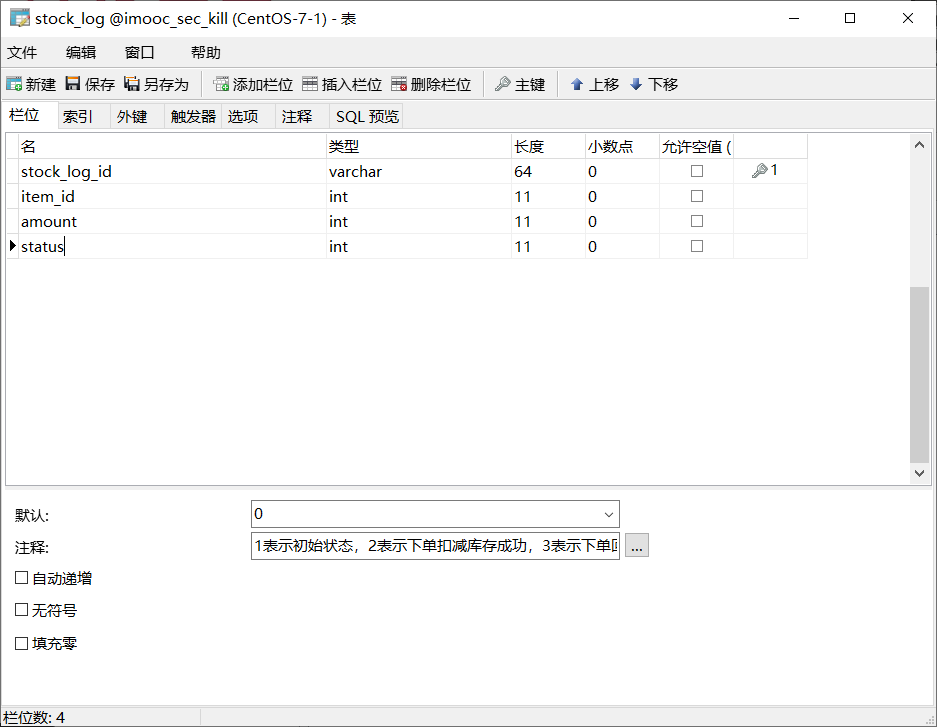 stock_log @imooc_sec_kill (CentOS-7-1) - 表
文件 编辑 窗口 帮助
新建 保存 另存为 添加栏位 插入栏位 删除栏位 主键 上移 下移
栏位 索引 外键 触发器 选项 注释 SQL 预览
名 类型 长度 小数点 允许空值 (
stock_log_id varchar 64 0 1
item_id int 11 0
amount int 11 0
status int 11 0
默认: 0
注释: 1表示初始状态，2表示下单扣减库存成功，3表示下单 ...
自动递增
无符号
填充零
栏位数: 4